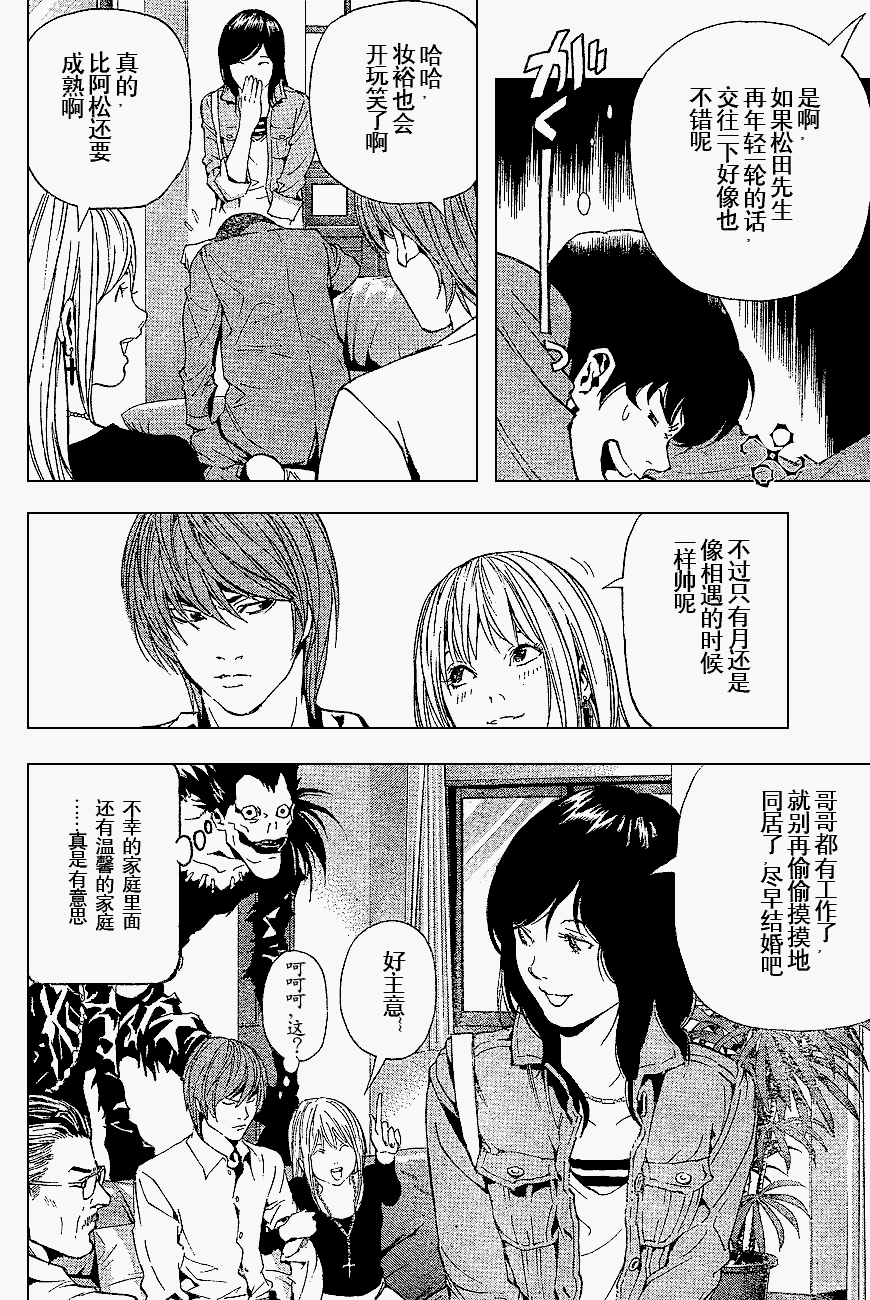 是啊，
如果松田先生
再年轻一轮的话，
交往一下好像也
不错呢
ガ
ハハ
く
っ
哈哈，
妆裕也会
开玩笑了啊
真的，
比阿松还要
成熟啊
不过只有月还是
像相遇的时候
一样帅呢
哥哥都有工作了，
就别再偷偷摸摸地
同居了，尽早结婚吧
好主意~
呵呵呵，这？
不幸的家庭里面
还有温馨的家庭
……真是有意思